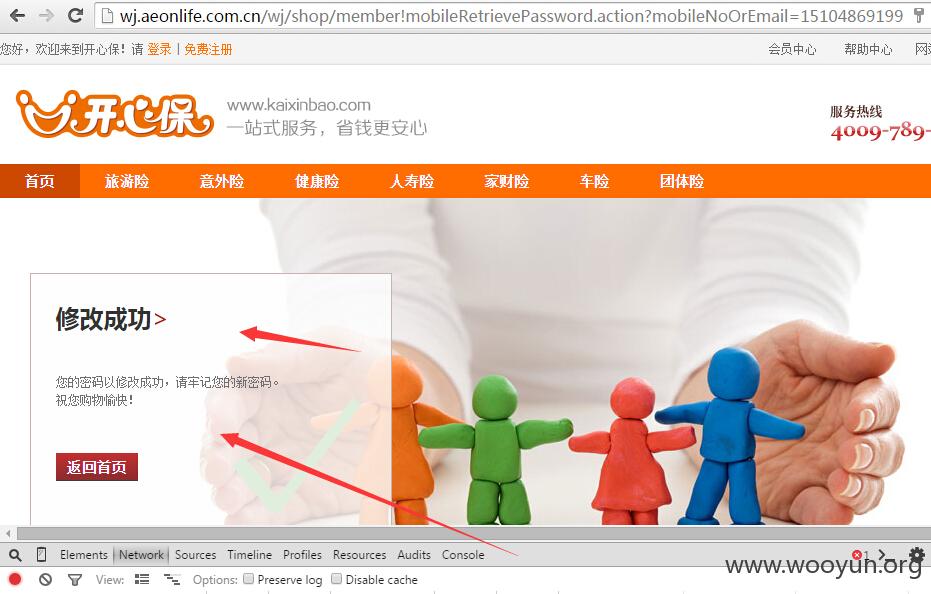 wj.aeonlife.com.cn/wj/shop/member!mobileRetrievePassword.action?mobileNoOrEmail=15104869199
您好，欢迎来到开心保！请 登录 | 免费注册
会员中心 帮助中心
开心保
www.kaixinbao.com
一站式服务，省钱更安心
服务热线
4009-789-
首页 旅游险 意外险 健康险 人寿险 家财险 车险 团体险
修改成功>
您的密码以修改成功，请牢记您的新密码。
祝您购物愉快！
返回首页
Elements Network Sources Timeline Profiles Resources Audits Console
1
View: Options: Preserve log Disable cache
www.wooyun.org